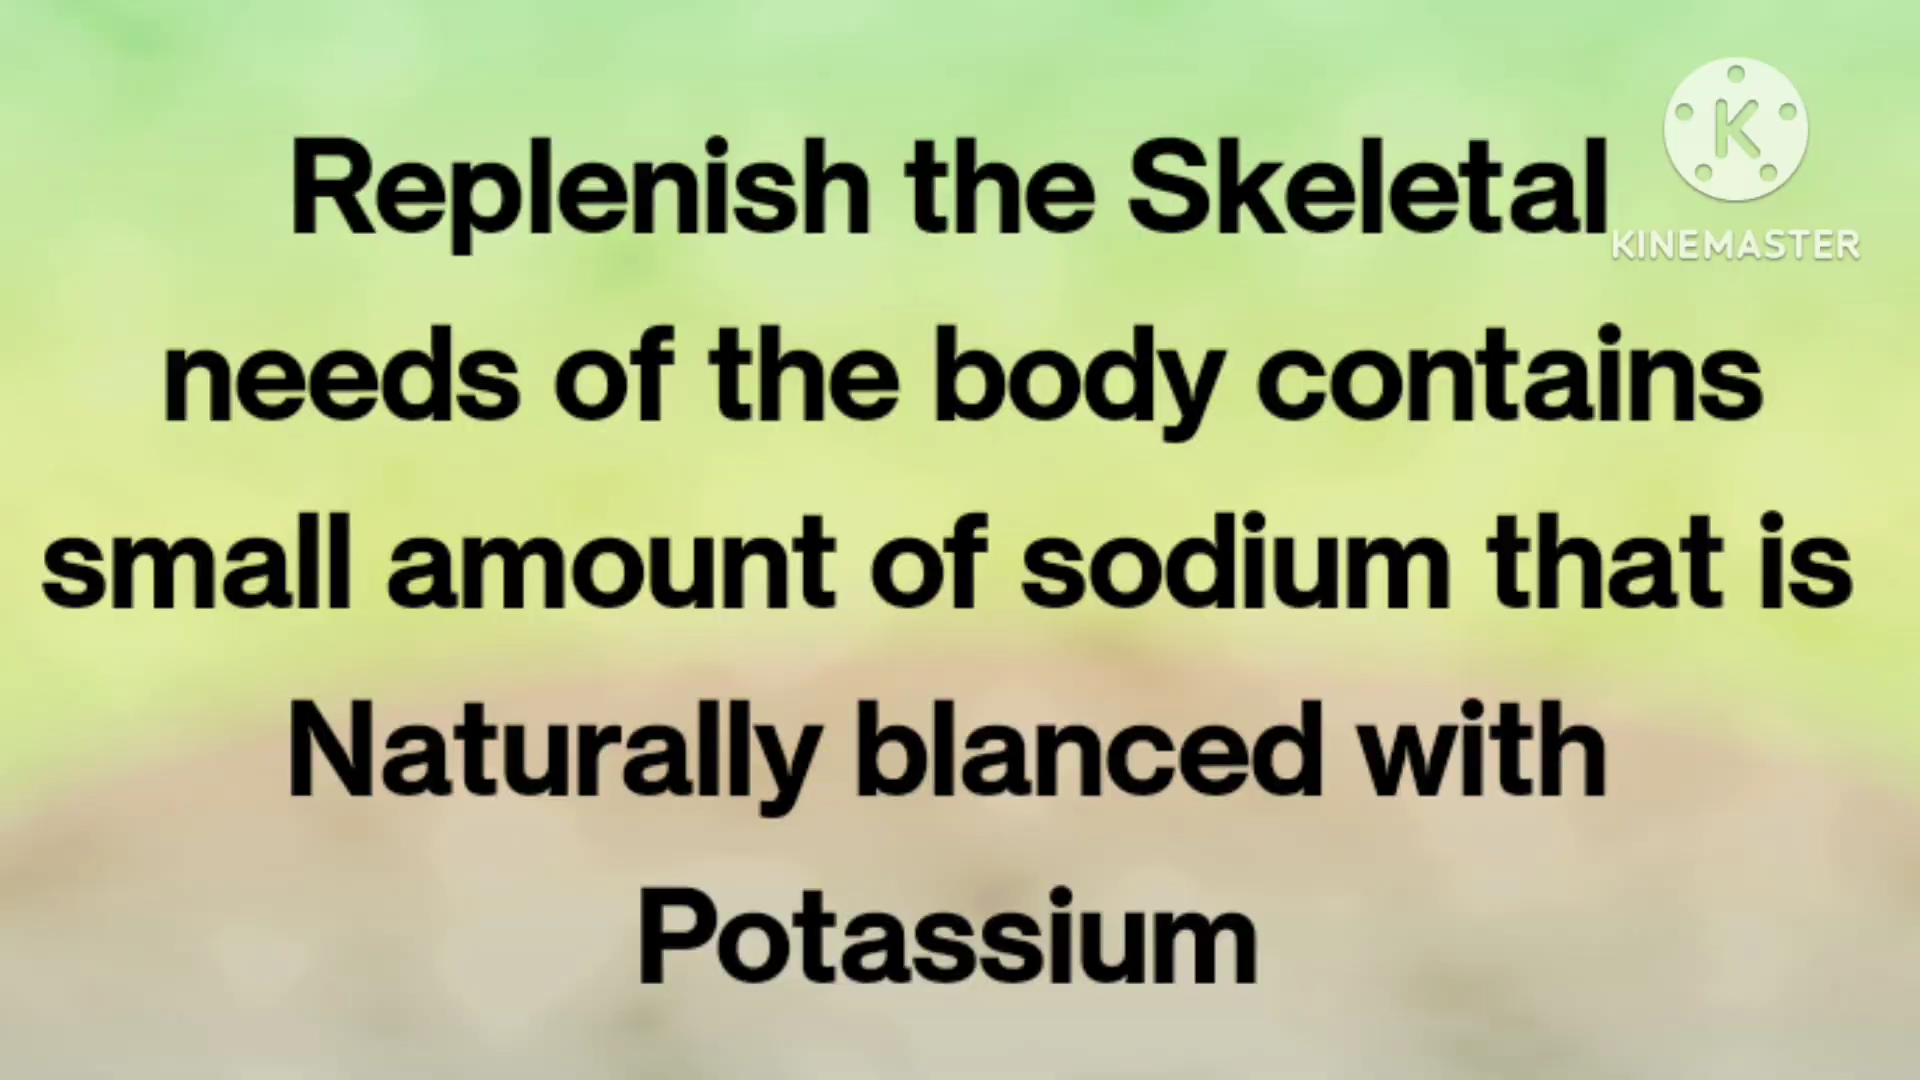 Replenish the Skeletal
needs of the body contains
small amount of sodium that is
Naturally blanced with
Potassium
K
KINEMASTER